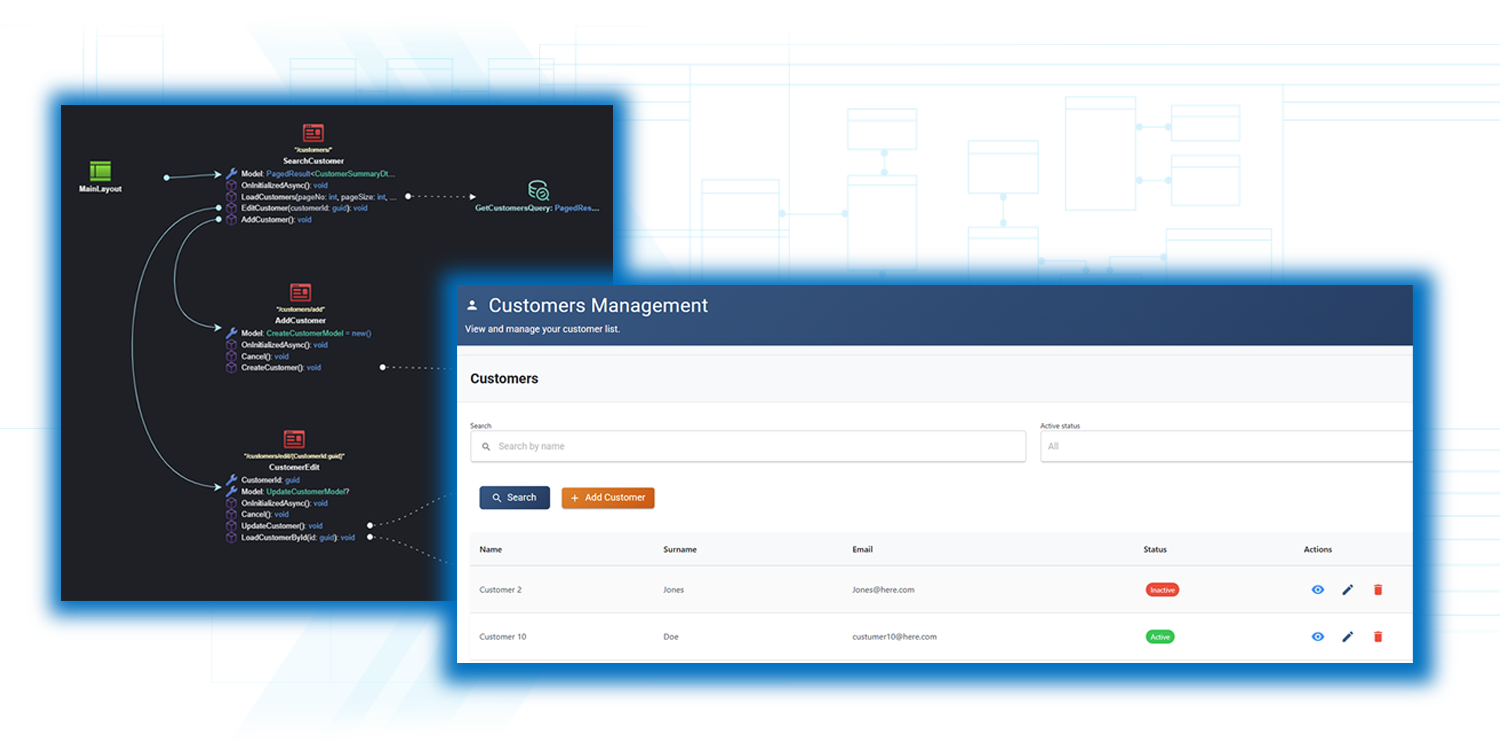 MainLayout
"/customers/"
SearchCustomer
Model: PagedResult<CustomerSummaryDt...
OnInitializedAsync(): void
LoadCustomers(pageNo: int, pageSize: int, ...
EditCustomer(customerId: guid): void
AddCustomer(): void
GetCustomersQuery: PagedRes...
"/customers/add"
AddCustomer
Model: CreateCustomerModel = new()
OnInitializedAsync(): void
Cancel(): void
CreateCustomer(): void
"/customers/edit/{CustomerId:guid}"
CustomerEdit
CustomerId: guid
Model: UpdateCustomerModel?
OnInitializedAsync(): void
Cancel(): void
UpdateCustomer(): void
LoadCustomerById(id: guid): void
Customers Management
View and manage your customer list.
Customers
Search Active status
Search by name All
Search + Add Customer
Name Surname Email Status Actions
Customer 2 Jones Jones@here.com Inactive
Customer 10 Doe custumer10@here.com Active